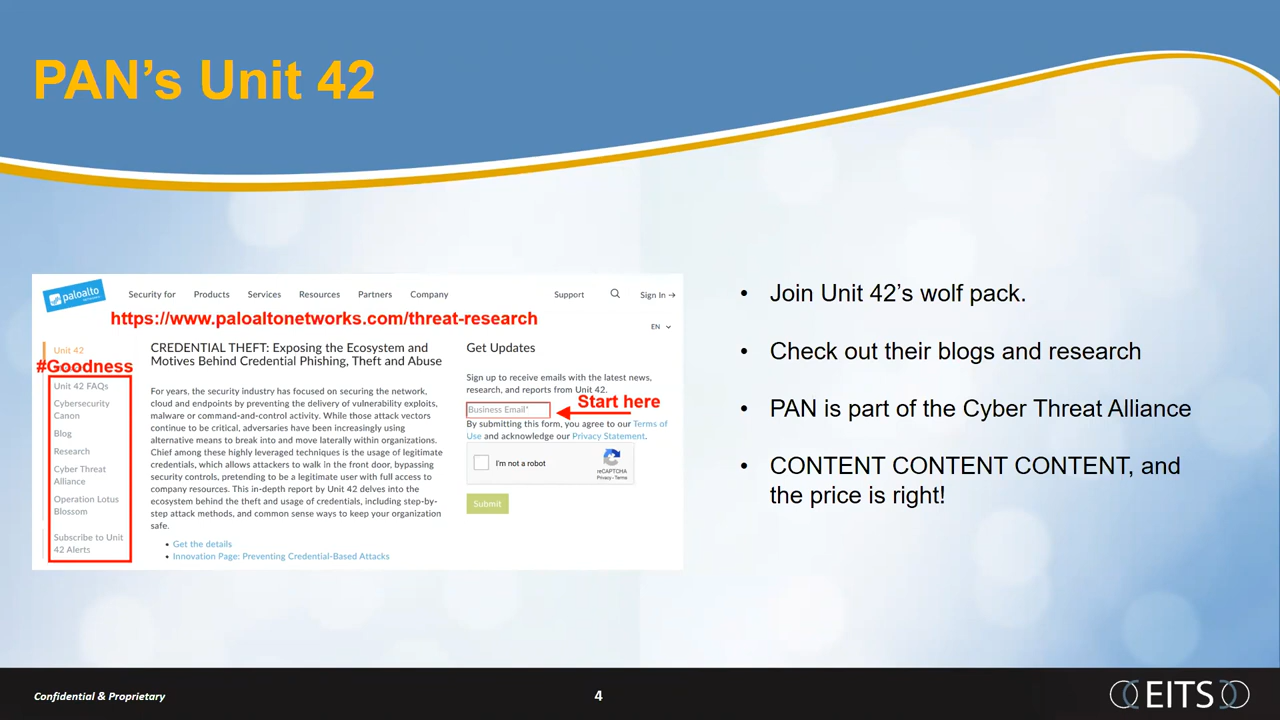 PAN’s Unit 42
paloalto
Security for Products Services Resources Partners Company Support Sign In →
https://www.paloaltonetworks.com/threat-research
EN
Unit 42
#Goodness
Unit 42 FAQs
Cybersecurity
Canon
Blog
Research
Cyber Threat
Alliance
Operation Lotus
Blossom
Subscribe to Unit
42 Alerts
CREDENTIAL THEFT: Exposing the Ecosystem and
Motives Behind Credential Phishing, Theft and Abuse
For years, the security industry has focused on securing the network,
cloud and endpoints by preventing the delivery of vulnerability exploits,
malware or command-and-control activity. While those attack vectors
continue to be critical, adversaries have been increasingly using
alternative means to break into and move laterally within organizations.
Chief among these highly leveraged techniques is the usage of legitimate
credentials, which allows attackers to walk in the front door, bypassing
security controls, pretending to be a legitimate user with full access to
company resources. This in-depth report by Unit 42 delves into the
ecosystem behind the theft and usage of credentials, including step-by-
step attack methods, and common sense ways to keep your organization
safe.
• Get the details
• Innovation Page: Preventing Credential-Based Attacks
Get Updates
Sign up to receive emails with the latest news,
research, and reports from Unit 42.
Business Email*
Start here
By submitting this form, you agree to our Terms of
Use and acknowledge our Privacy Statement.
I'm not a robot
reCAPTCHA
Privacy - Terms
Submit
• Join Unit 42’s wolf pack.
• Check out their blogs and research
• PAN is part of the Cyber Threat Alliance
• CONTENT CONTENT CONTENT, and
the price is right!
Confidential & Proprietary
4
EITS